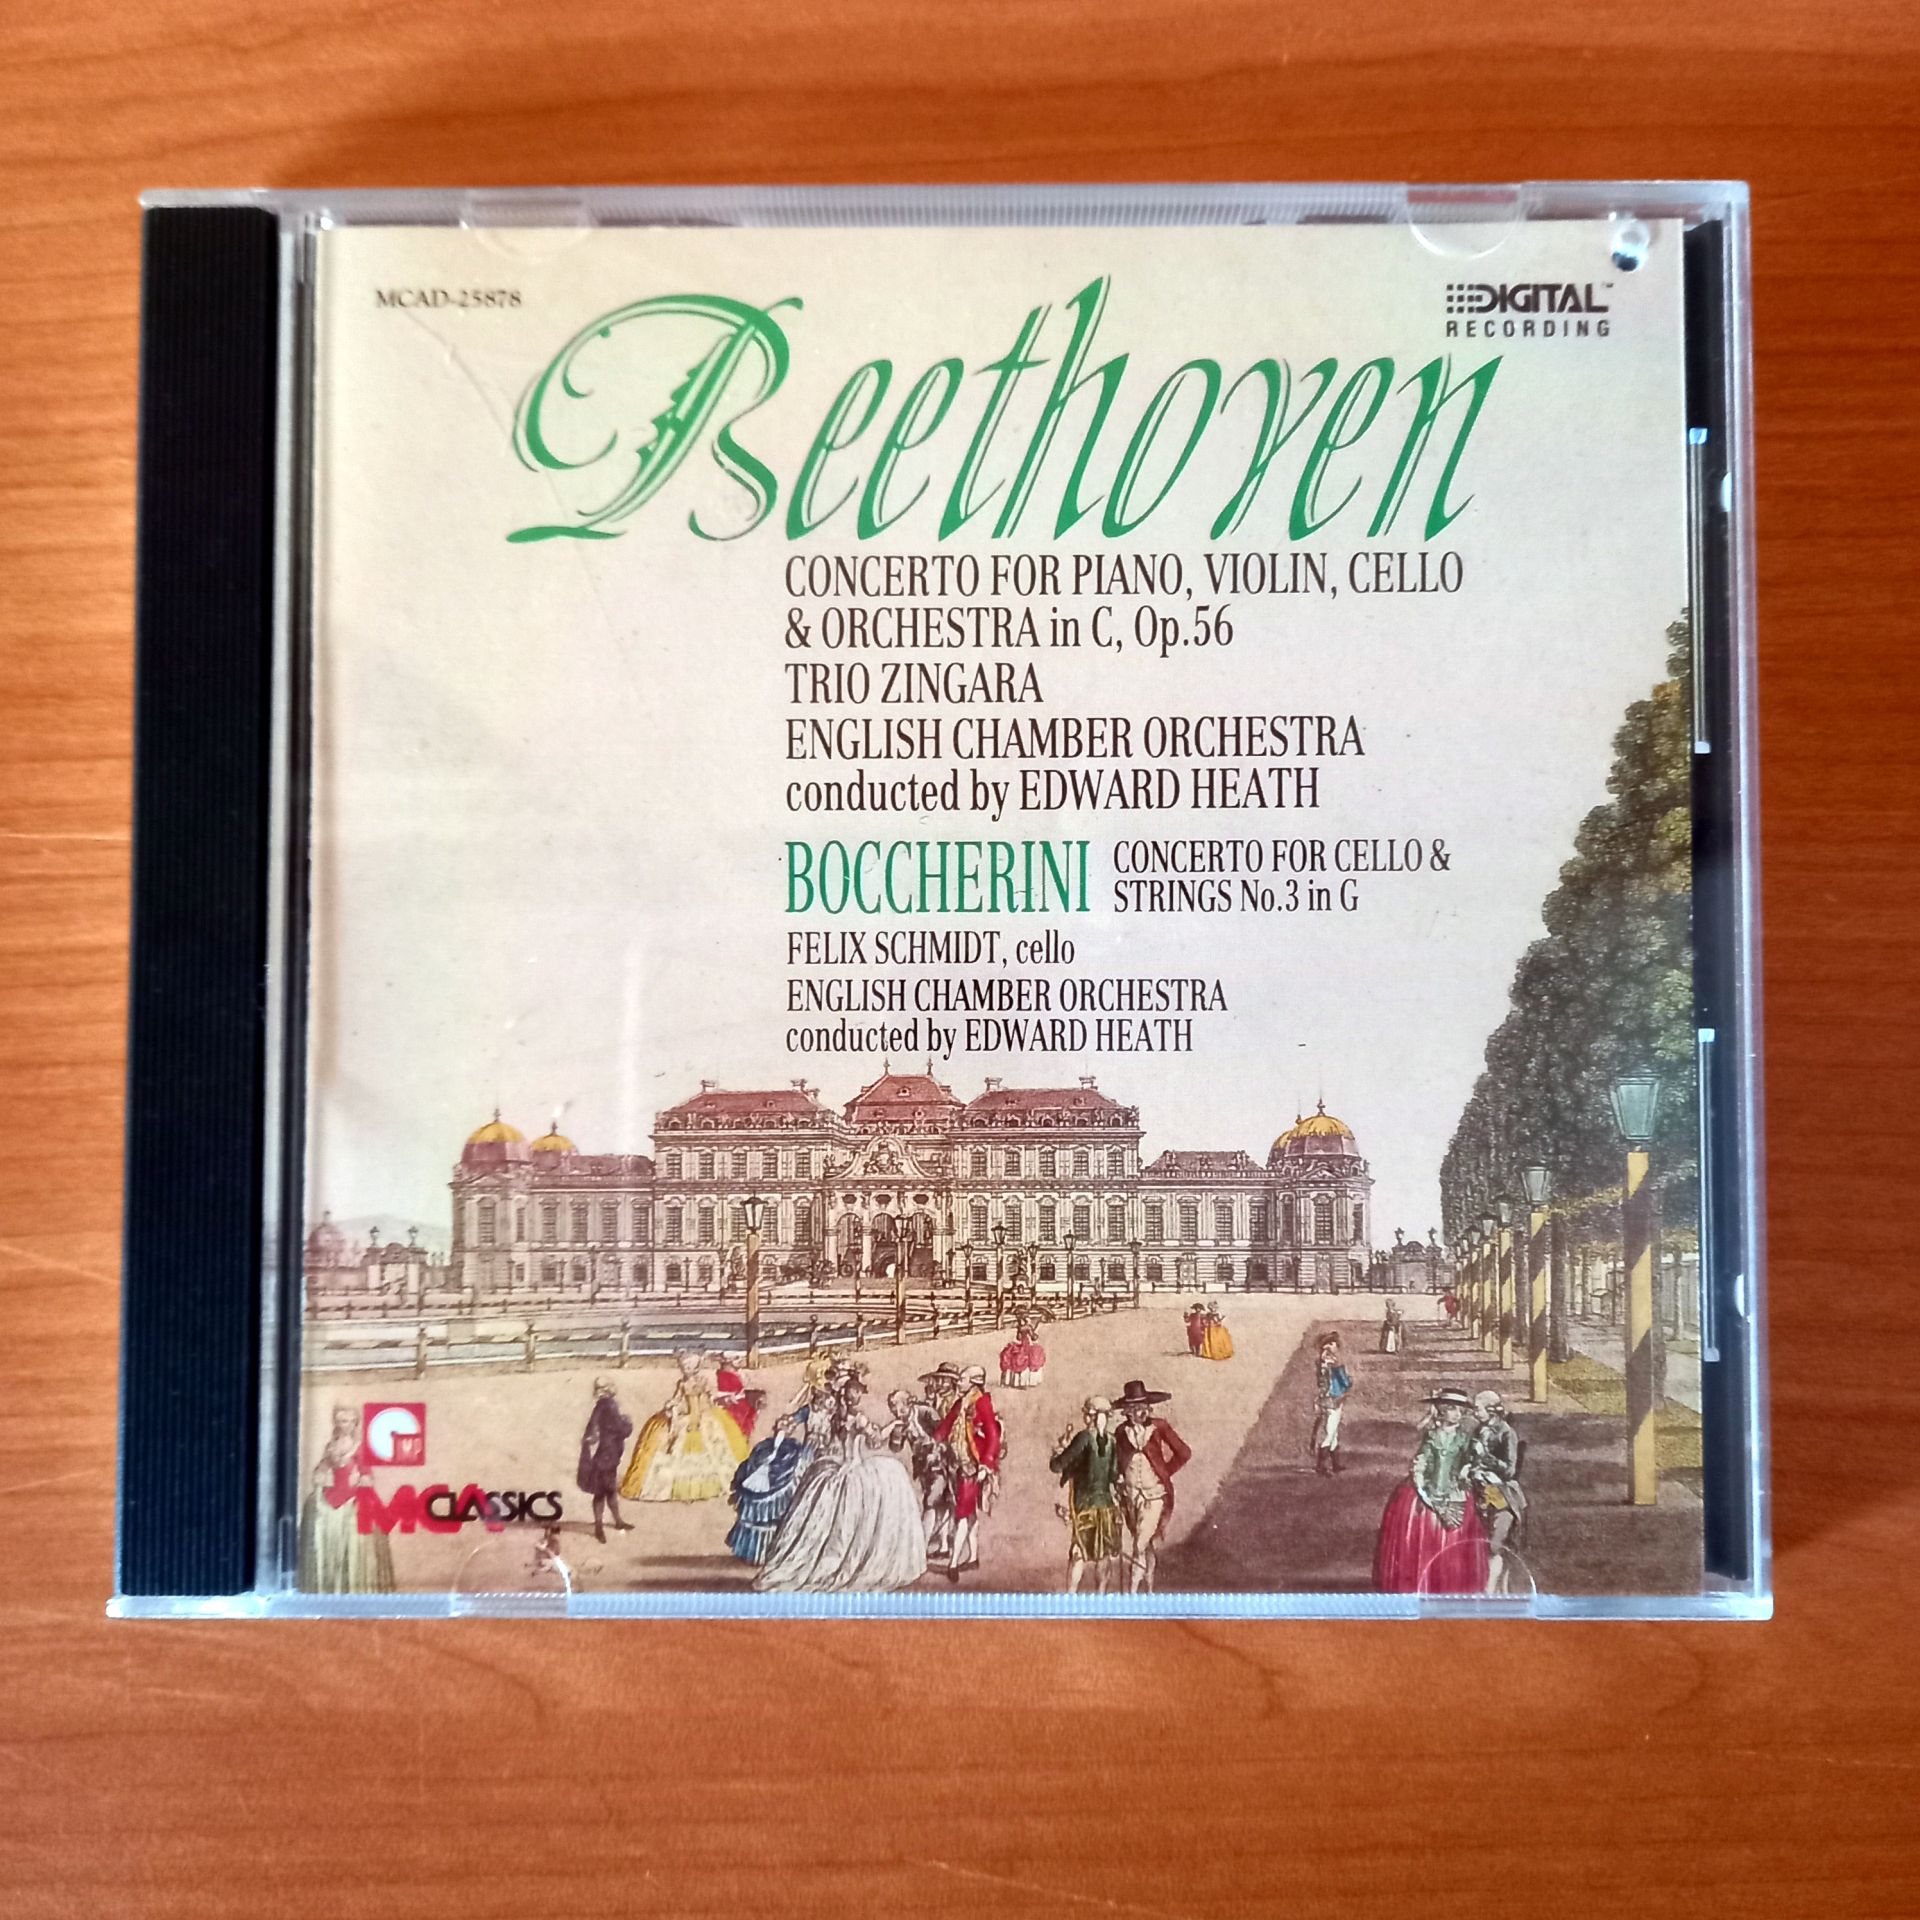 MCAD-25878
DIGITAL™
RECORDING
Beethoven
CONCERTO FOR PIANO, VIOLIN, CELLO
& ORCHESTRA in C, Op.56
TRIO ZINGARA
ENGLISH CHAMBER ORCHESTRA
conducted by EDWARD HEATH
BOCCHERINI CONCERTO FOR CELLO &
STRINGS No.3 in G
FELIX SCHMIDT, cello
ENGLISH CHAMBER ORCHESTRA
conducted by EDWARD HEATH
MCA CLASSICS